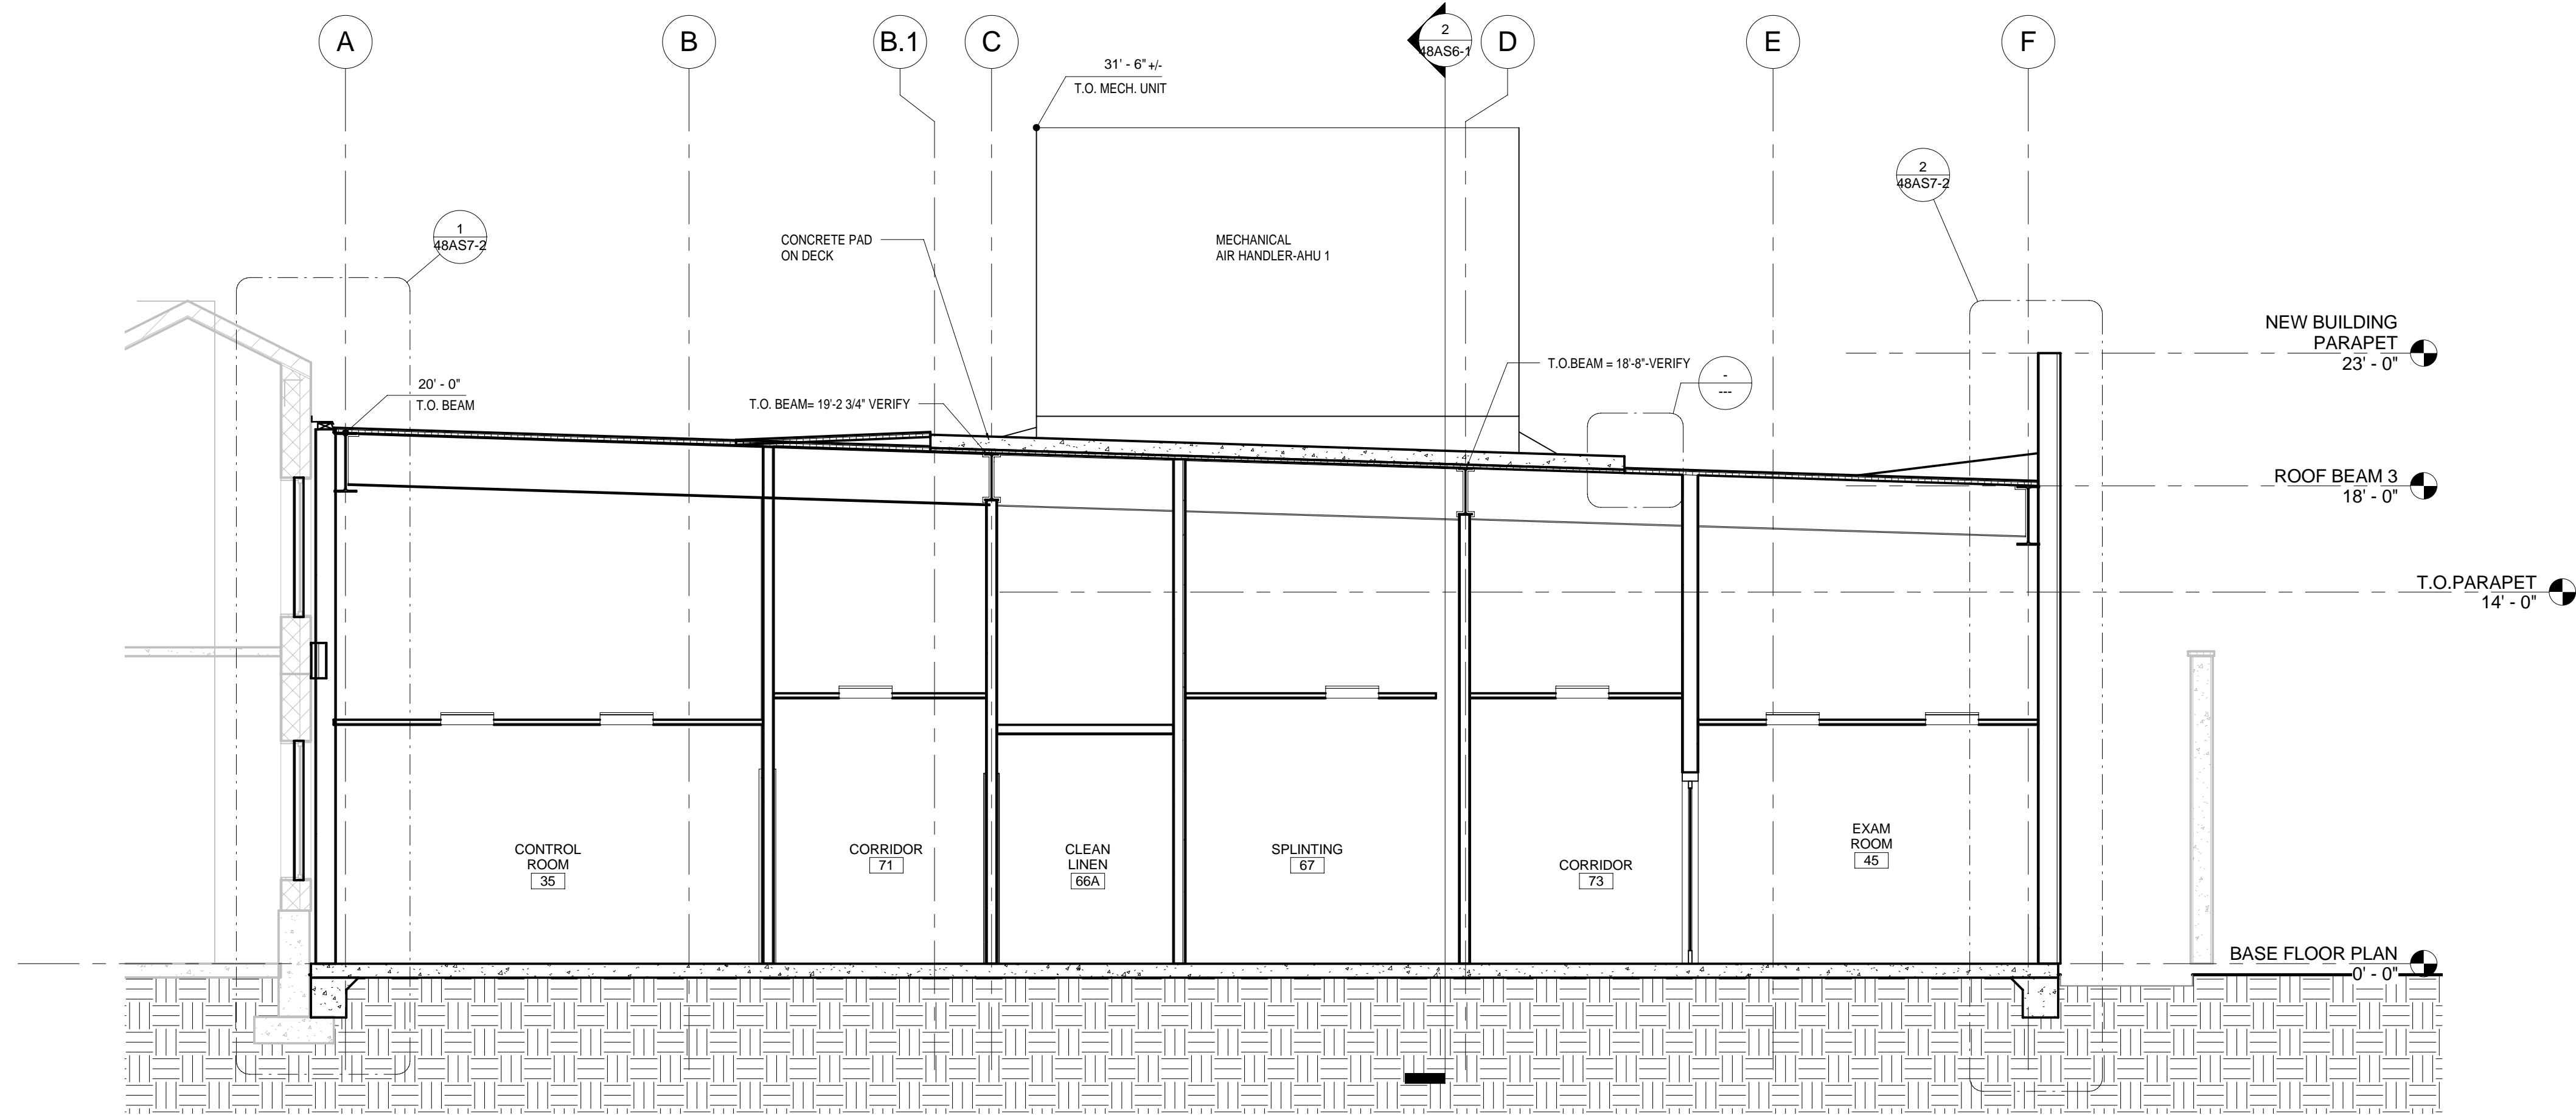 A
B
B.1
C
2
48AS6-1
D
E
F
31' - 6" +/-
T.O. MECH. UNIT
2
48AS7-2
1
48AS7-2
CONCRETE PAD
ON DECK
MECHANICAL
AIR HANDLER-AHU 1
NEW BUILDING
PARAPET
23' - 0"
T.O.BEAM = 18'-8"-VERIFY
-
---
20' - 0"
T.O. BEAM
T.O. BEAM= 19'-2 3/4" VERIFY
ROOF BEAM 3
18' - 0"
T.O.PARAPET
14' - 0"
CONTROL
ROOM
35
CORRIDOR
71
CLEAN
LINEN
66A
SPLINTING
67
CORRIDOR
73
EXAM
ROOM
45
BASE FLOOR PLAN
0' - 0"